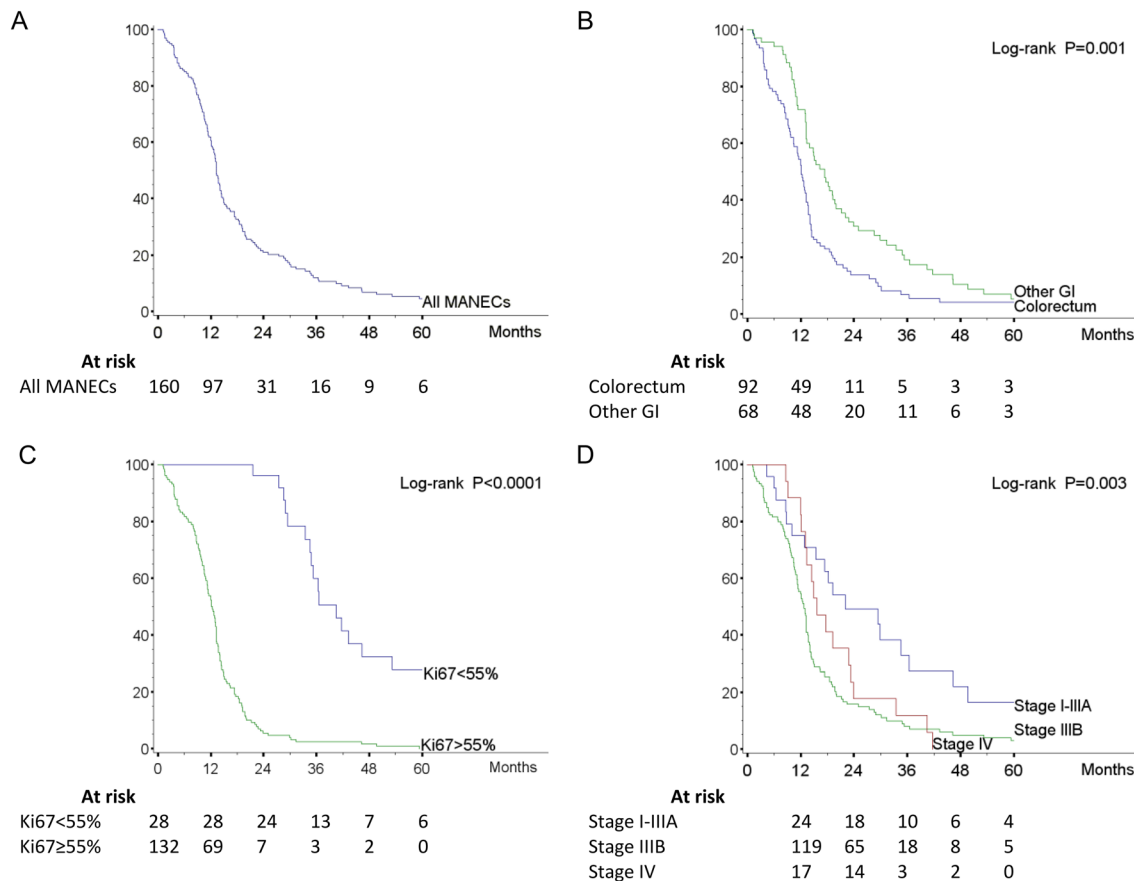 A
100
80
60
40
20
0
All MANECs
0 12 24 36 48 60 Months
At risk
All MANECs 160 97 31 16 9 6
B
Log-rank P=0.001
100
80
60
40
20
0
Other GI
Colorectum
0 12 24 36 48 60 Months
At risk
Colorectum 92 49 11 5 3 3
Other GI 68 48 20 11 6 3
C
Log-rank P<0.0001
100
80
60
40
20
0
Ki67<55%
Ki67>55%
0 12 24 36 48 60 Months
At risk
Ki67<55% 28 28 24 13 7 6
Ki67≥55% 132 69 7 3 2 0
D
Log-rank P=0.003
100
80
60
40
20
0
Stage I-IIIA
Stage IIIB
Stage IV
0 12 24 36 48 60 Months
At risk
Stage I-IIIA 24 18 10 6 4
Stage IIIB 119 65 18 8 5
Stage IV 17 14 3 2 0